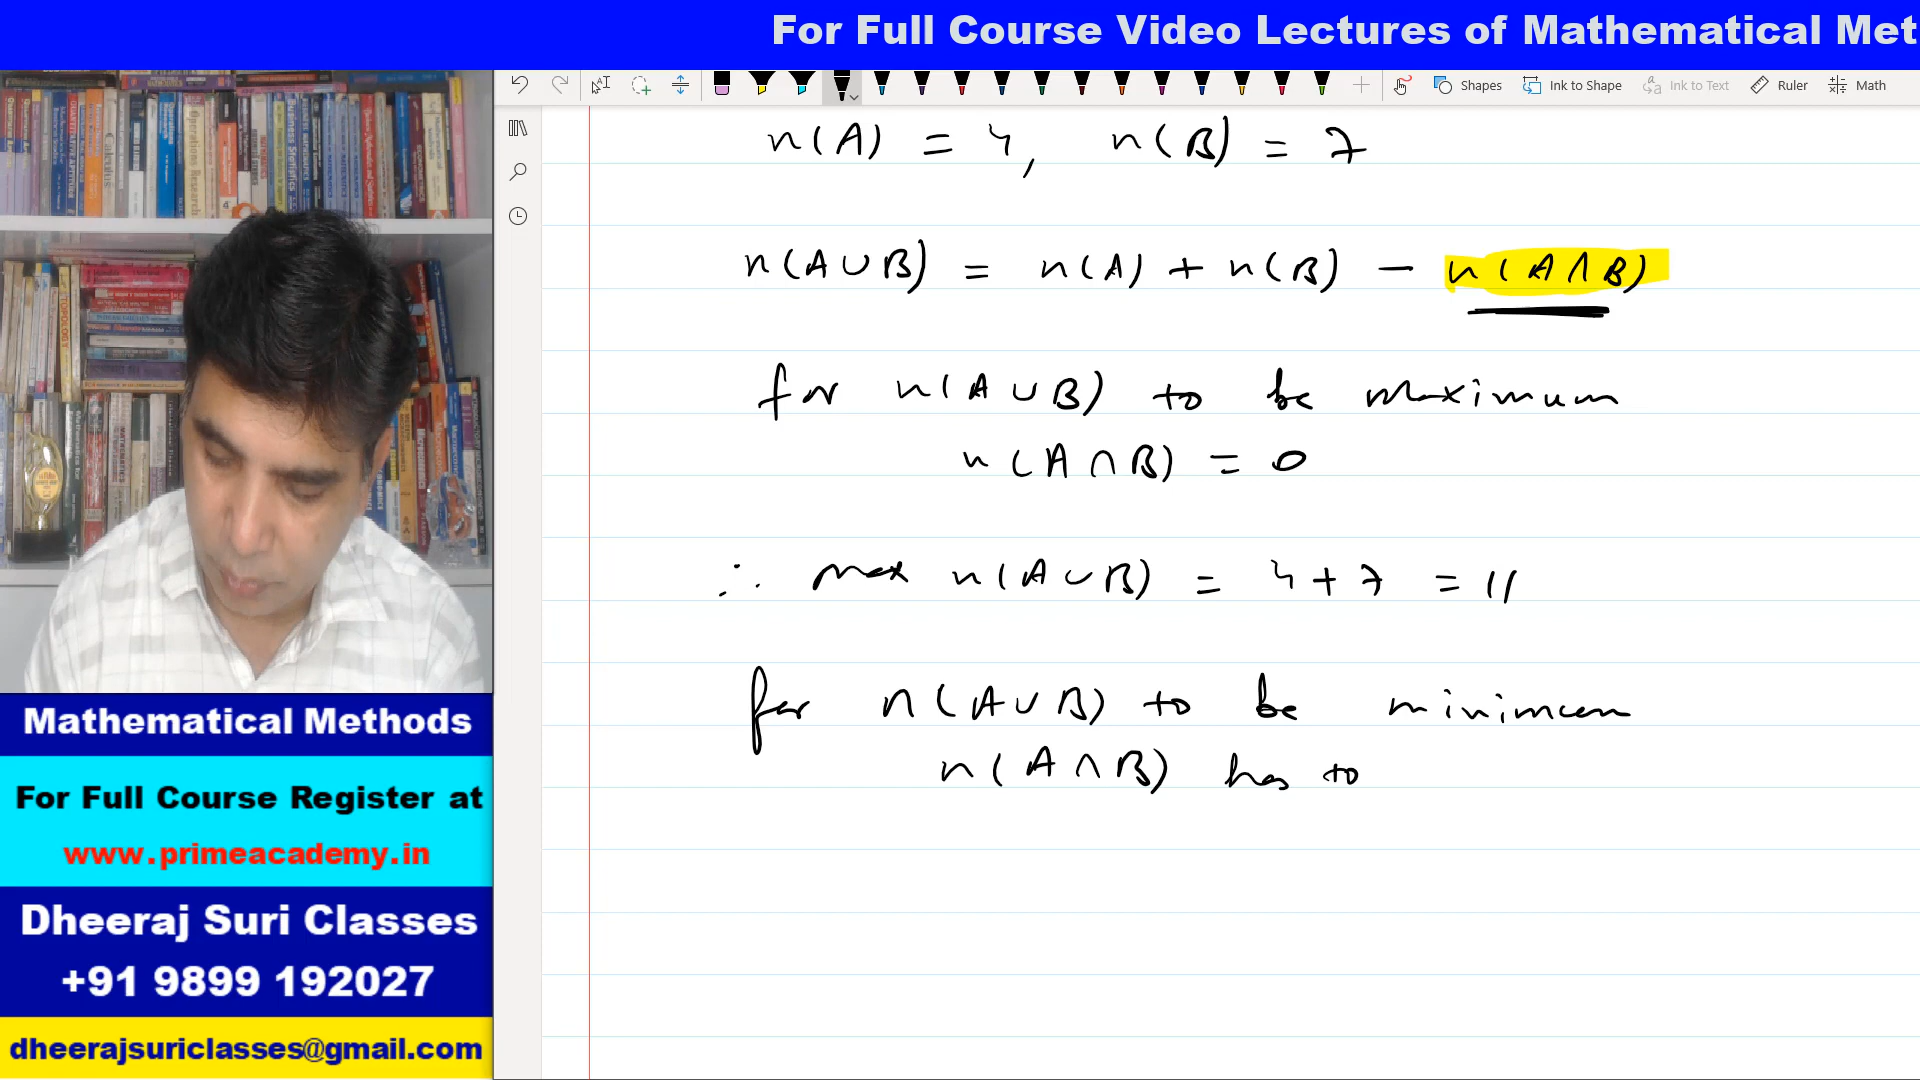 For Full Course Video Lectures of Mathematical Met
Shapes Ink to Shape Ink to Text Ruler Math
n(A) = 4, n(B) = 7
n(A∪B) = n(A) + n(B) - n(A∩B)
for n(A∪B) to be maximum
n(A∩B) = 0
∴ max n(A∪B) = 4+7 = 11
for n(A∪B) to be minimum
n(A∩B) has to
Mathematical Methods
For Full Course Register at
www.primeacademy.in
Dheeraj Suri Classes
+91 9899 192027
dheerajsuriclasses@gmail.com